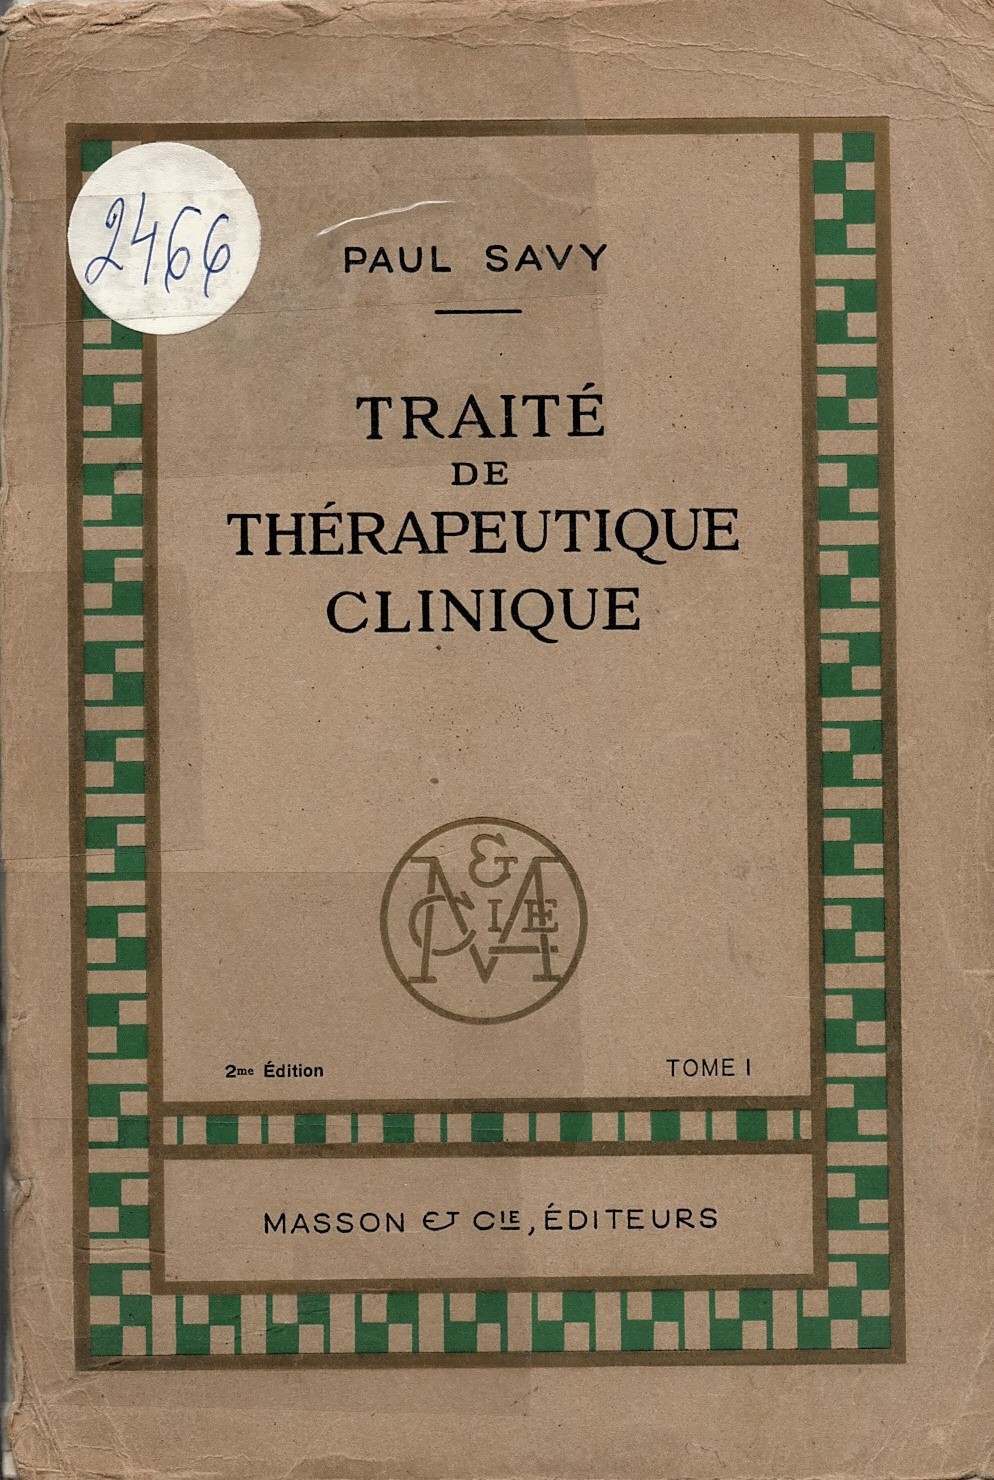 2466
PAUL SAVY
TRAITÉ
DE
THÉRAPEUTIQUE
CLINIQUE
M & CIE
2me Édition
TOME I
MASSON ET CIE, ÉDITEURS